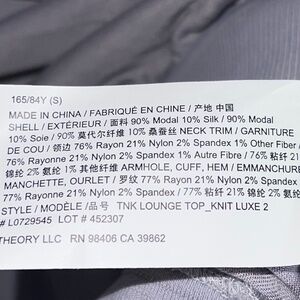 165/84Y (S)
MADE IN CHINA / FABRIQUÉ EN CHINE / 产地 中国
SHELL / EXTÉRIEUR / 面料 90% Modal 10% Silk / 90% Modal
10% Soie / 90% 莫代尔纤维 10% 桑蚕丝 NECK TRIM / GARNITURE
DE COU / 领边 76% Rayon 21% Nylon 2% Spandex 1% Other Fiber /
76% Rayonne 21% Nylon 2% Spandex 1% Autre Fibre / 76% 粘纤 21%
锦纶 2% 氨纶 1% 其他纤维 ARMHOLE, CUFF, HEM / EMMANCHURE
MANCHETTE, OURLET / 罗纹 77% Rayon 21% Nylon 2% Spandex
77% Rayonne 21% Nylon 2% Spandex / 77% 粘纤 21% 锦纶 2% 氨纶
STYLE / MODÈLE /品号 TNK LOUNGE TOP_KNIT LUXE 2
# L0729545 LOT # 452307
THEORY LLC RN 98406 CA 39862